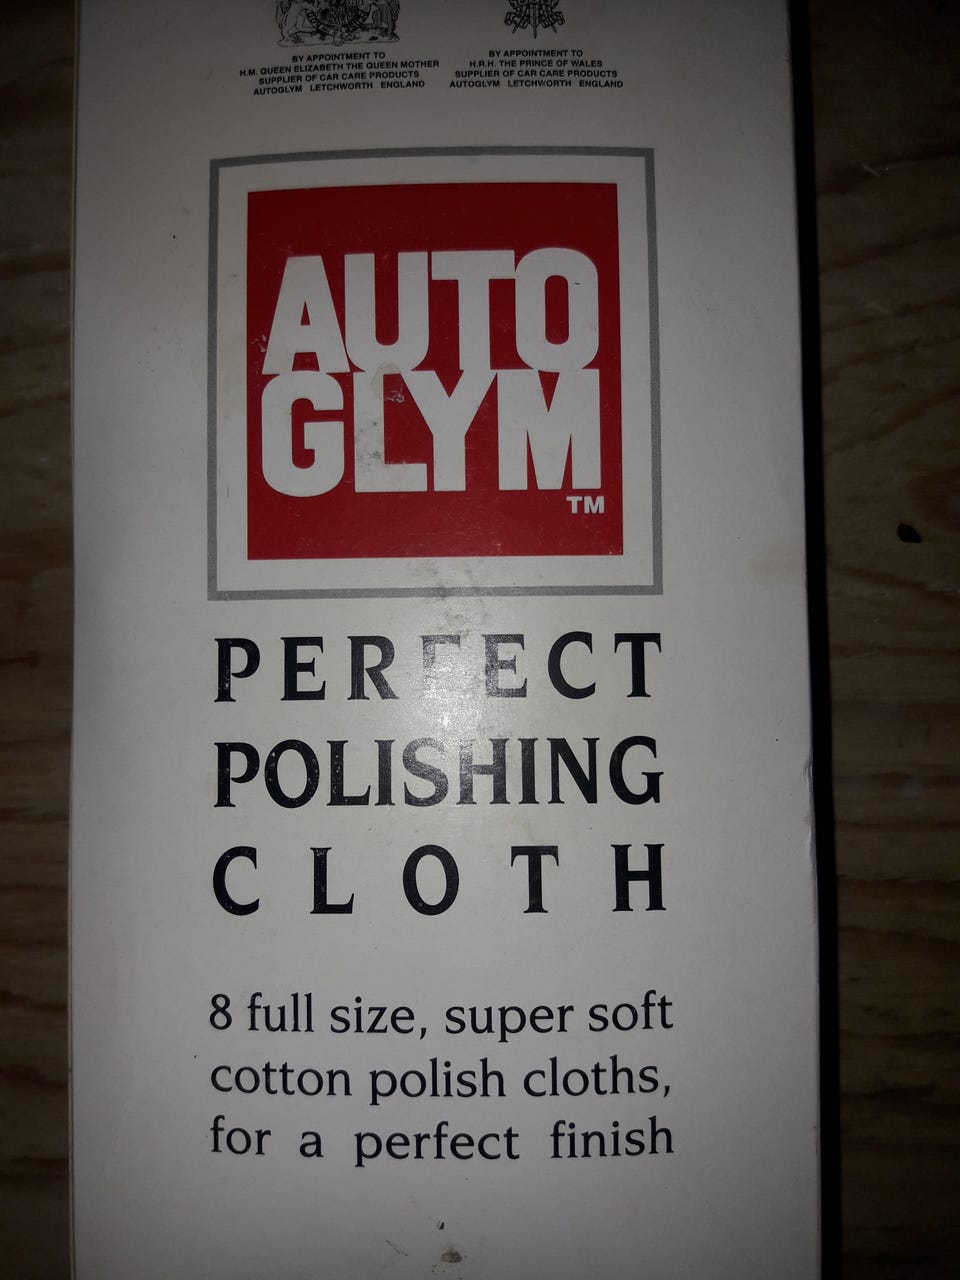 BY APPOINTMENT TO
H.M. QUEEN ELIZABETH THE QUEEN MOTHER
SUPPLIER OF CAR CARE PRODUCTS
AUTOGLYM LETCHWORTH ENGLAND
BY APPOINTMENT TO
H.R.H. THE PRINCE OF WALES
SUPPLIER OF CAR CARE PRODUCTS
AUTOGLYM LETCHWORTH ENGLAND
AUTO
GLYM
TM
PERFECT
POLISHING
CLOTH
8 full size, super soft
cotton polish cloths,
for a perfect finish